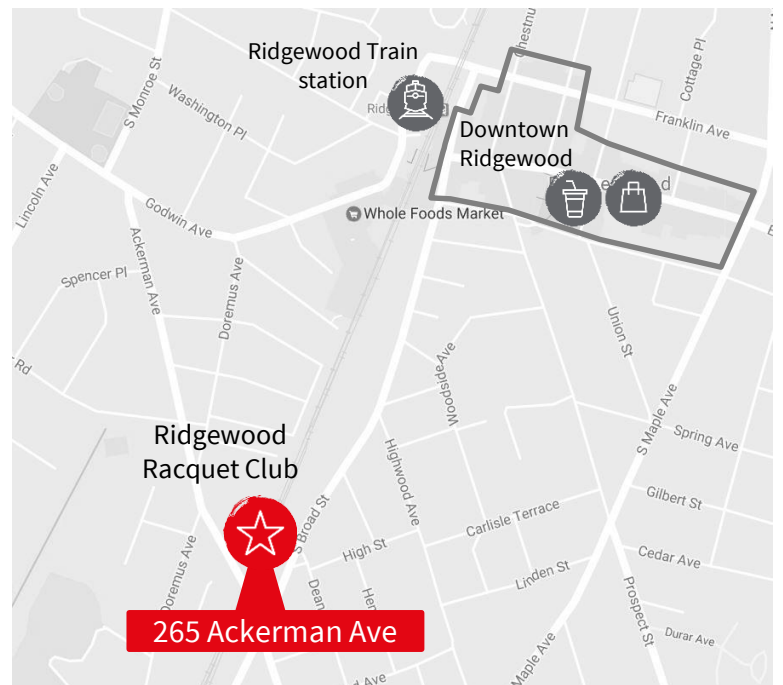 Chestnut
Ridgewood Train
station
S Monroe St
Cottage Pl
Washington Pl
Franklin Ave
Downtown
Ridgewood
Lincoln Ave
Godwin Ave
Whole Foods Market
Ackerman Ave
Spencer Pl
Doremus Ave
Union St
Rd
Woodside Ave
S Maple Ave
Ridgewood
Racquet Club
Highwood Ave
Spring Ave
Gilbert St
S Broad St
Carlisle Terrace
High St
Cedar Ave
Linden St
Doremus Ave
Dean
Prospect St
265 Ackerman Ave
Durar Ave
Maple Ave
d Ave